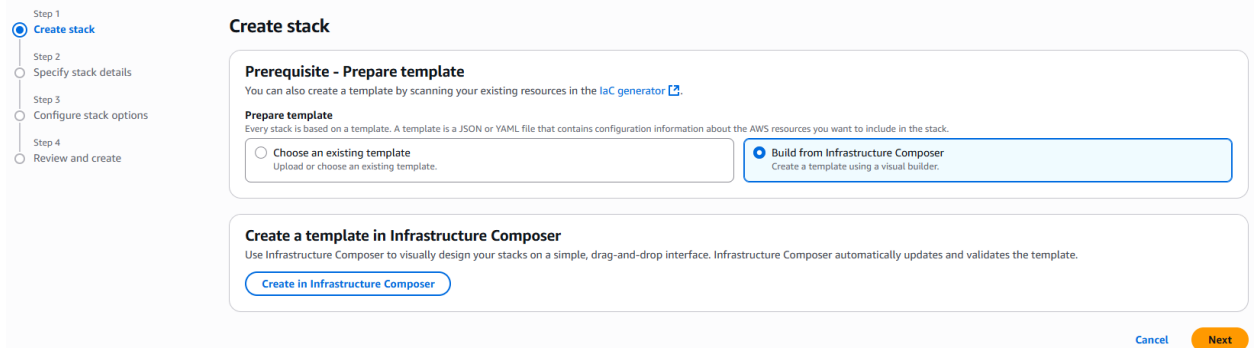 Step 1
Create stack
Step 2
Specify stack details
Step 3
Configure stack options
Step 4
Review and create
Create stack
Prerequisite - Prepare template
You can also create a template by scanning your existing resources in the IaC generator.
Prepare template
Every stack is based on a template. A template is a JSON or YAML file that contains configuration information about the AWS resources you want to include in the stack.
Choose an existing template
Upload or choose an existing template.
Build from Infrastructure Composer
Create a template using a visual builder.
Create a template in Infrastructure Composer
Use Infrastructure Composer to visually design your stacks on a simple, drag-and-drop interface. Infrastructure Composer automatically updates and validates the template.
Create in Infrastructure Composer
Cancel
Next